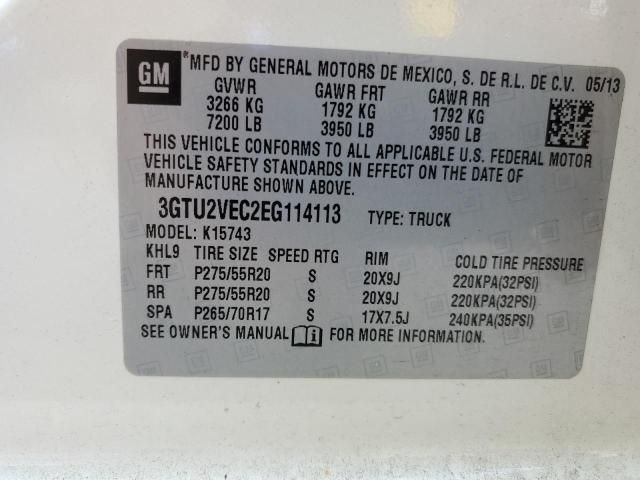 GM ® MFD BY GENERAL MOTORS DE MEXICO, S. DE R.L. DE C.V. 05/13
GVWR GAWR FRT GAWR RR
3266 KG 1792 KG 1792 KG
7200 LB 3950 LB 3950 LB
THIS VEHICLE CONFORMS TO ALL APPLICABLE U.S. FEDERAL MOTOR
VEHICLE SAFETY STANDARDS IN EFFECT ON THE DATE OF
MANUFACTURE SHOWN ABOVE.
3GTU2VEC2EG114113 TYPE: TRUCK
MODEL: K15743
KHL9 TIRE SIZE SPEED RTG RIM COLD TIRE PRESSURE
FRT P275/55R20 S 20X9J 220KPA(32PSI)
RR P275/55R20 S 20X9J 220KPA(32PSI)
SPA P265/70R17 S 17X7.5J 240KPA(35PSI)
SEE OWNER'S MANUAL i FOR MORE INFORMATION.